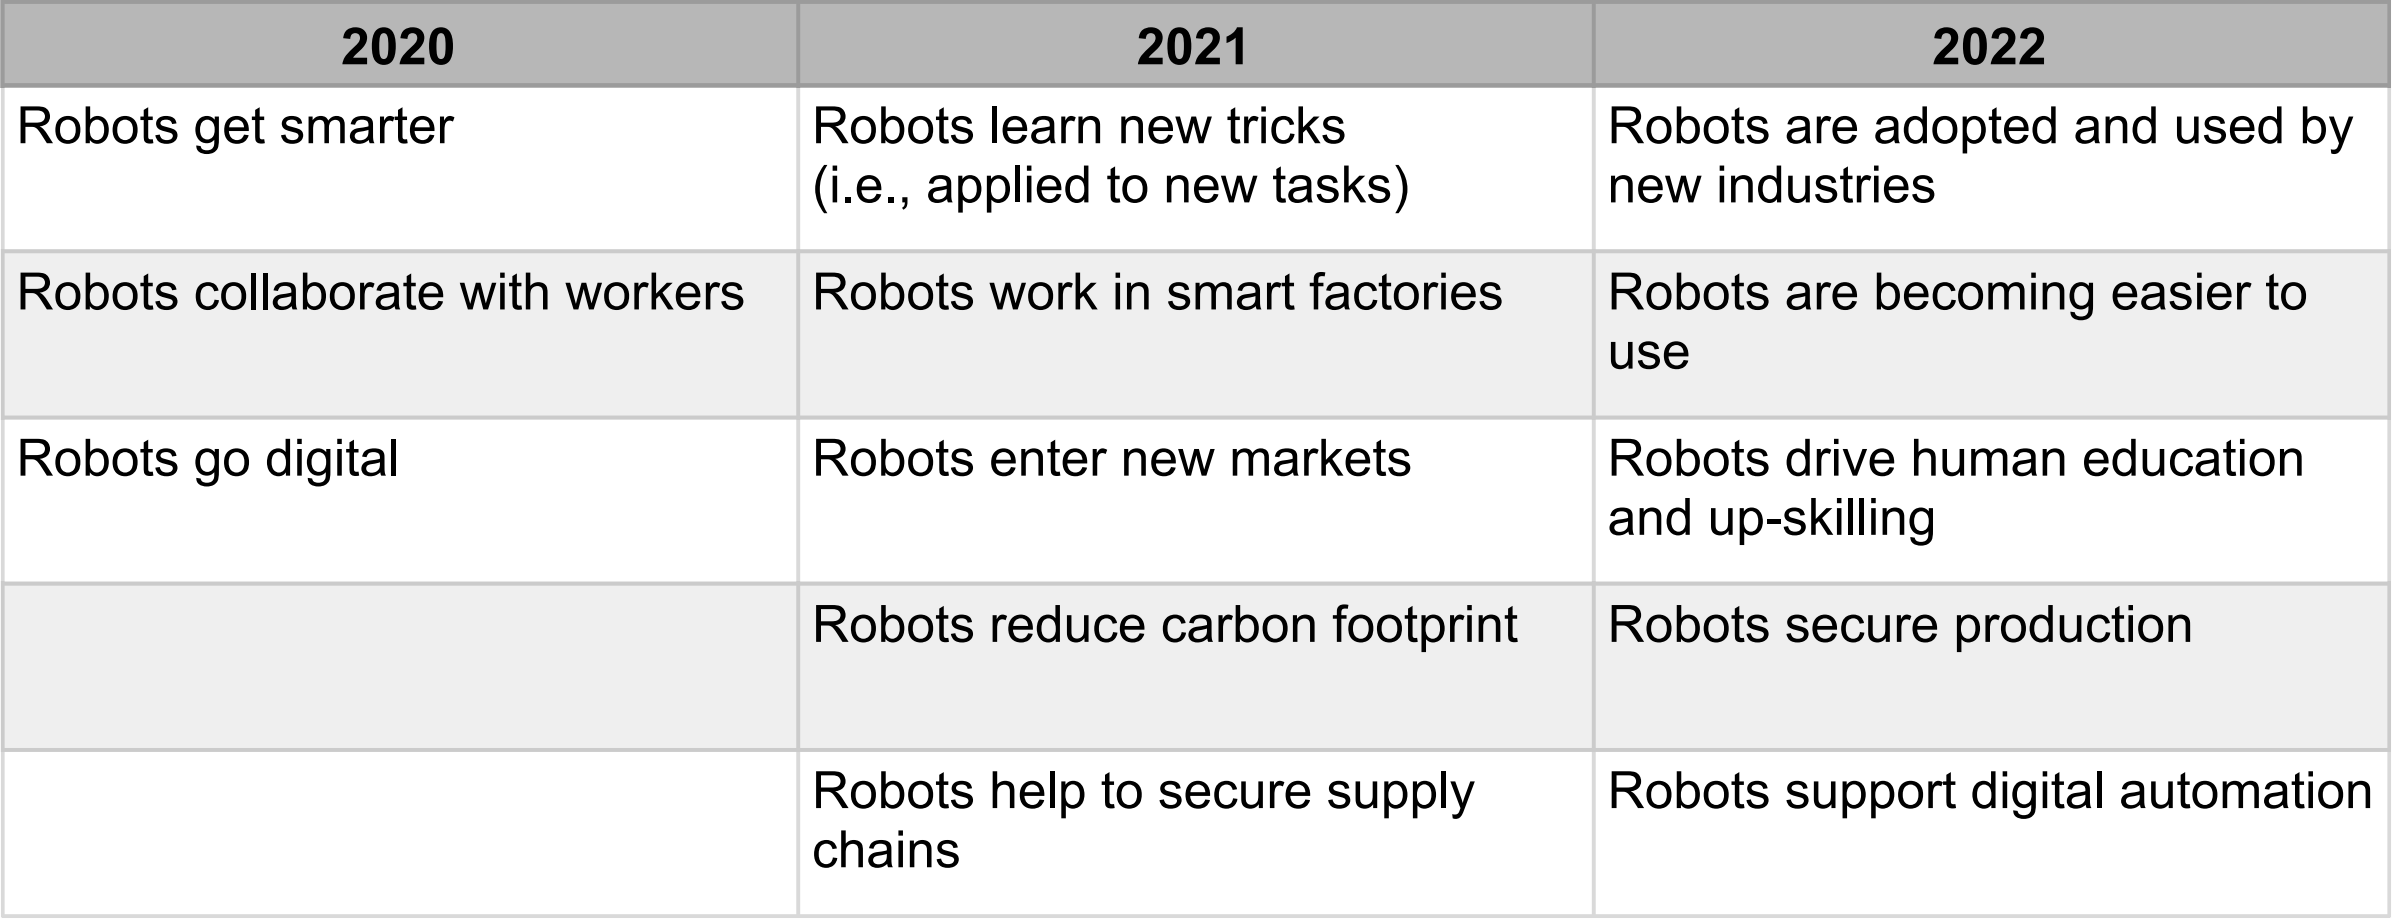 2020
2021
2022
Robots get smarter
Robots learn new tricks
(i.e., applied to new tasks)
Robots are adopted and used by
new industries
Robots collaborate with workers
Robots work in smart factories
Robots are becoming easier to
use
Robots go digital
Robots enter new markets
Robots drive human education
and up-skilling
Robots reduce carbon footprint
Robots secure production
Robots help to secure supply
chains
Robots support digital automation